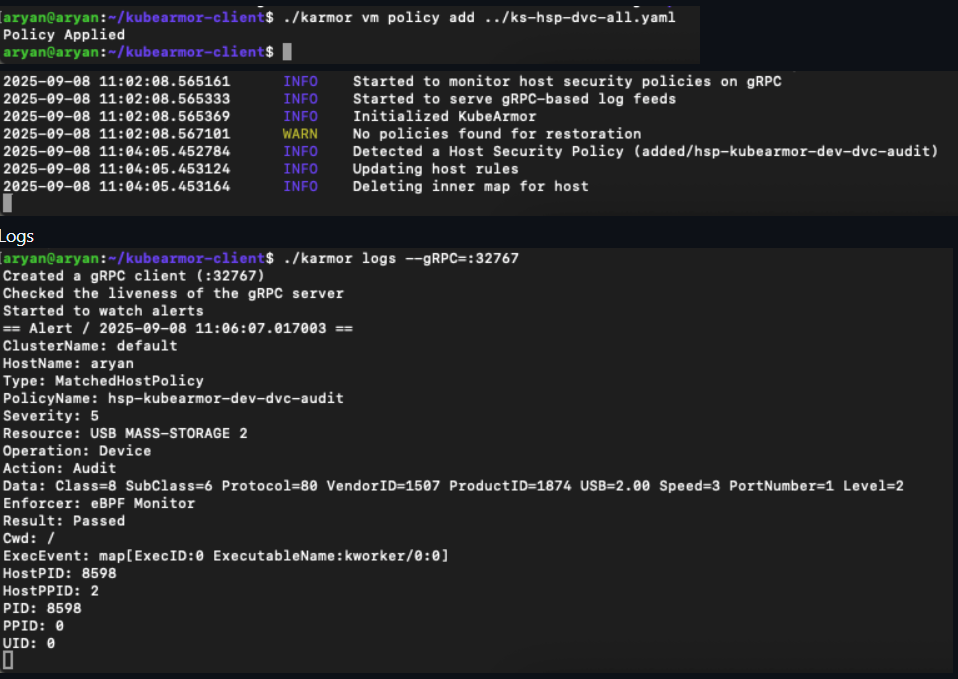 [aryan@aryan:~/kubearmor-client$ ./karmor vm policy add ../ks-hsp-dvc-all.yaml
Policy Applied
aryan@aryan:~/kubearmor-client$
2025-09-08 11:02:08.565161 INFO Started to monitor host security policies on gRPC
2025-09-08 11:02:08.565333 INFO Started to serve gRPC-based log feeds
2025-09-08 11:02:08.565369 INFO Initialized KubeArmor
2025-09-08 11:02:08.567101 WARN No policies found for restoration
2025-09-08 11:04:05.452784 INFO Detected a Host Security Policy (added/hsp-kubearmor-dev-dvc-audit)
2025-09-08 11:04:05.453124 INFO Updating host rules
2025-09-08 11:04:05.453164 INFO Deleting inner map for host
Logs
[aryan@aryan:~/kubearmor-client$ ./karmor logs --gRPC=:32767
Created a gRPC client (:32767)
Checked the liveness of the gRPC server
Started to watch alerts
== Alert / 2025-09-08 11:06:07.017003 ==
ClusterName: default
HostName: aryan
Type: MatchedHostPolicy
PolicyName: hsp-kubearmor-dev-dvc-audit
Severity: 5
Resource: USB MASS-STORAGE 2
Operation: Device
Action: Audit
Data: Class=8 SubClass=6 Protocol=80 VendorID=1507 ProductID=1874 USB=2.00 Speed=3 PortNumber=1 Level=2
Enforcer: eBPF Monitor
Result: Passed
Cwd: /
ExecEvent: map[ExecID:0 ExecutableName:kworker/0:0]
HostPID: 8598
HostPPID: 2
PID: 8598
PPID: 0
UID: 0